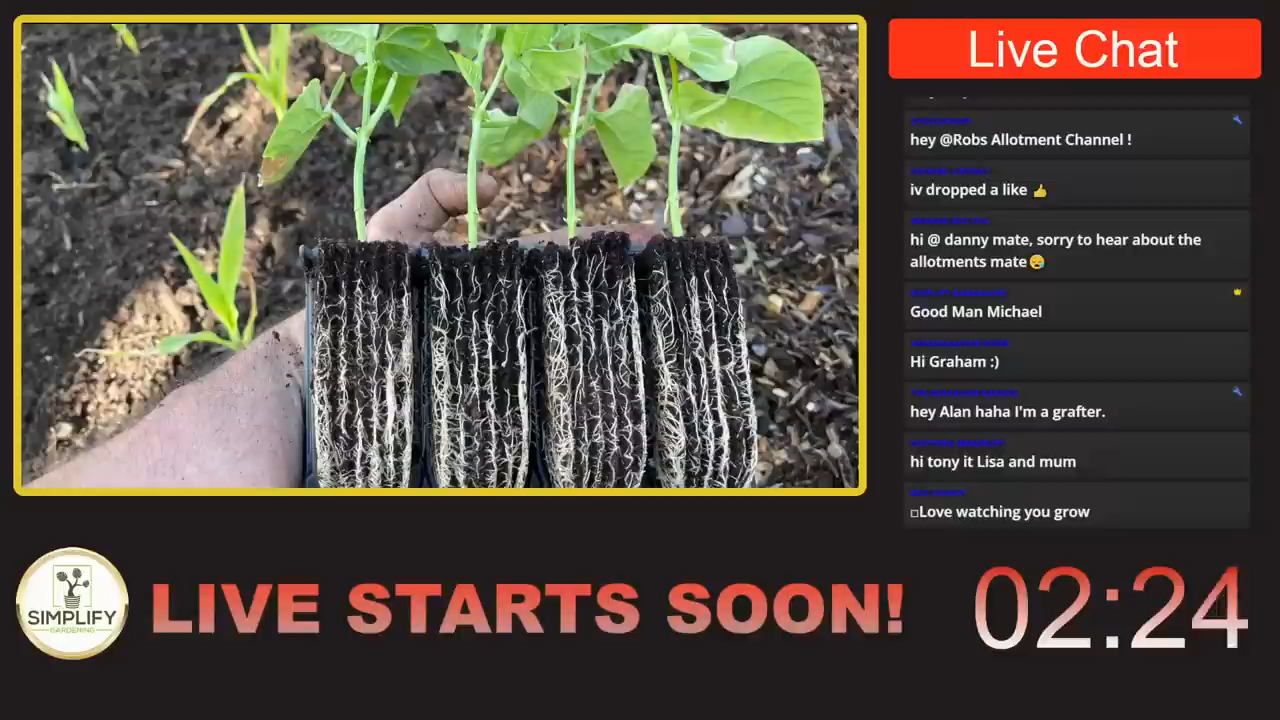 Live Chat
hey @Robs Allotment Channel !
iv dropped a like 👍
hi @ danny mate, sorry to hear about the
allotments mate😪
Good Man Michael
Hi Graham :)
hey Alan haha I'm a grafter.
hi tony it Lisa and mum
□Love watching you grow
SIMPLIFY
GARDENING
LIVE STARTS SOON!
02:24